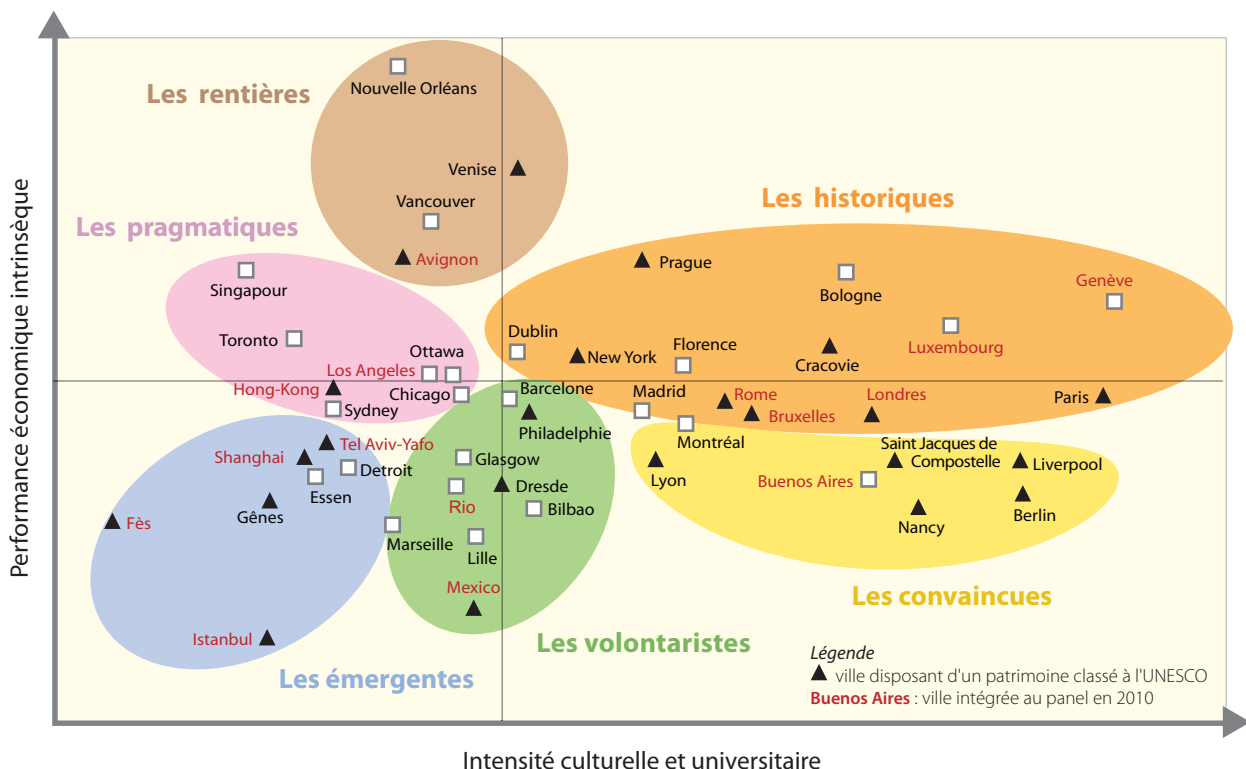 Performance économique intrinsèque
Les rentières
Nouvelle Orléans
Venise
Vancouver
Avignon
Les pragmatiques
Singapour
Toronto
Ottawa
Los Angeles
Hong-Kong
Chicago
Sydney
Les historiques
Prague
Bologne
Genève
Dublin
New York
Florence
Cracovie
Luxembourg
Madrid
Rome
Bruxelles
Londres
Paris
Montréal
Barcelone
Philadelphie
Glasgow
Dresde
Rio
Bilbao
Marseille
Lille
Mexico
Les volontaristes
Tel Aviv-Yafo
Shanghai
Detroit
Essen
Gênes
Fès
Istanbul
Les émergentes
Lyon
Saint Jacques de
Compostelle
Liverpool
Buenos Aires
Nancy
Berlin
Les convaincues
Légende
ville disposant d'un patrimoine classé à l'UNESCO
Buenos Aires : ville intégrée au panel en 2010
Intensité culturelle et universitaire